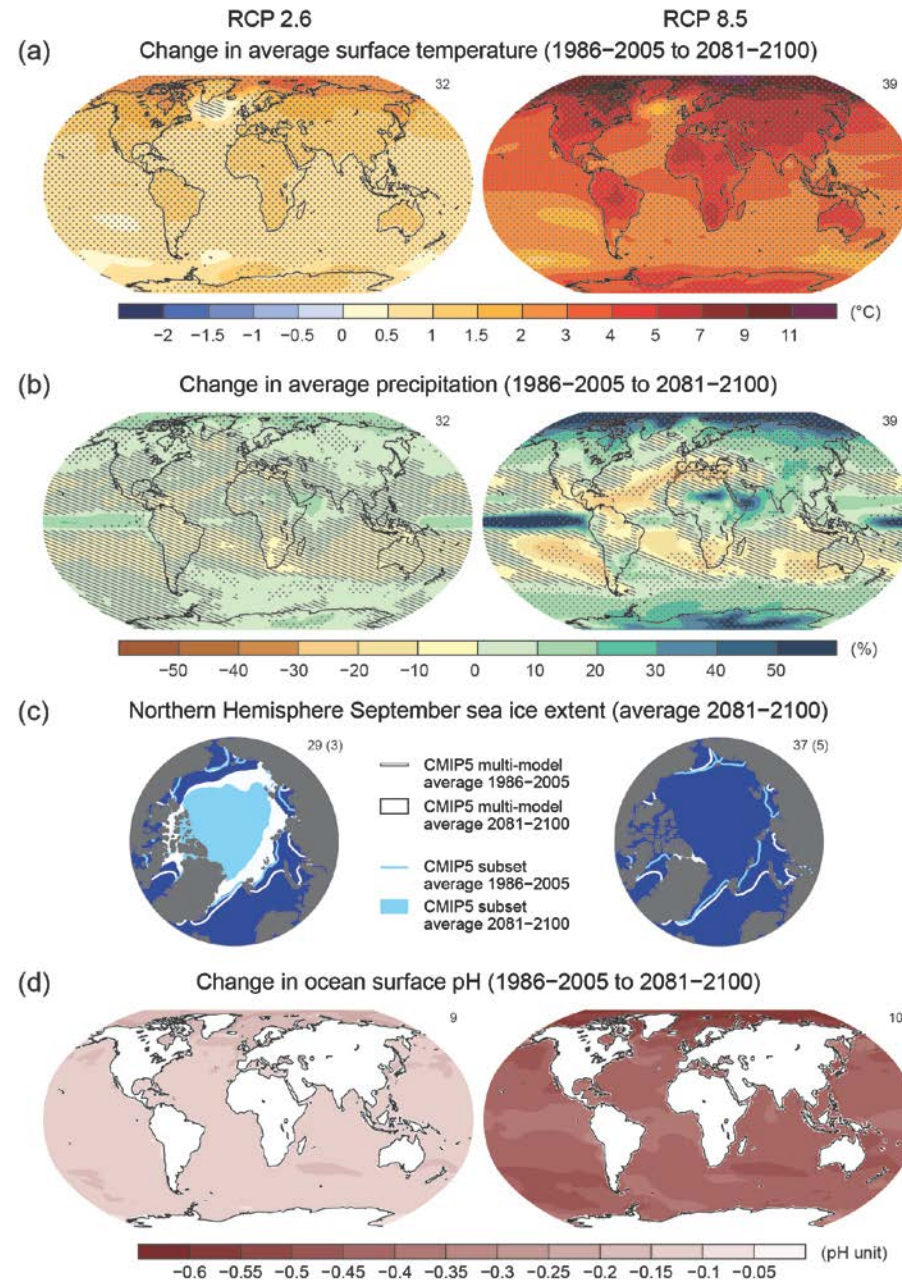 RCP 2.6 RCP 8.5
(a) Change in average surface temperature (1986−2005 to 2081−2100)
32 39
−2 −1.5 −1 −0.5 0 0.5 1 1.5 2 3 4 5 7 9 11 (°C)
(b) Change in average precipitation (1986−2005 to 2081−2100)
32 39
−50 −40 −30 −20 −10 0 10 20 30 40 50 (%)
(c) Northern Hemisphere September sea ice extent (average 2081−2100)
29 (3) 37 (5)
CMIP5 multi-model
average 1986−2005
CMIP5 multi-model
average 2081−2100
CMIP5 subset
average 1986−2005
CMIP5 subset
average 2081−2100
(d) Change in ocean surface pH (1986−2005 to 2081−2100)
9 10
−0.6 −0.55 −0.5 −0.45 −0.4 −0.35 −0.3 −0.25 −0.2 −0.15 −0.1 −0.05 (pH unit)